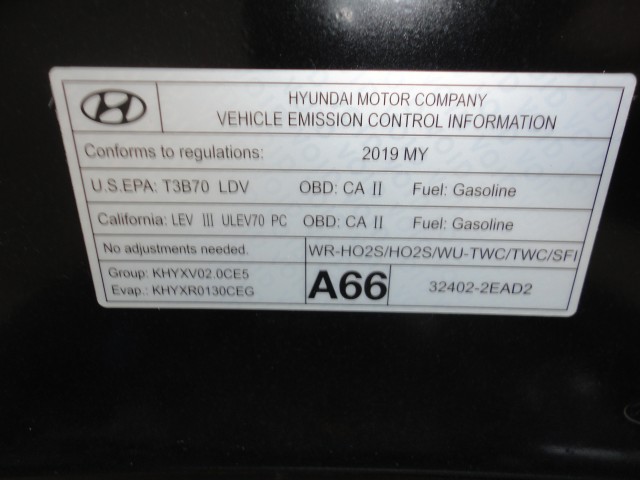 HYUNDAI MOTOR COMPANY
VEHICLE EMISSION CONTROL INFORMATION
Conforms to regulations: 2019 MY
U.S.EPA: T3B70 LDV OBD: CA II Fuel: Gasoline
California: LEV III ULEV70 PC OBD: CA II Fuel: Gasoline
No adjustments needed. WR-HO2S/HO2S/WU-TWC/TWC/SFI
Group: KHYXV02.0CE5
Evap.: KHYXR0130CEG
A66 32402-2EAD2